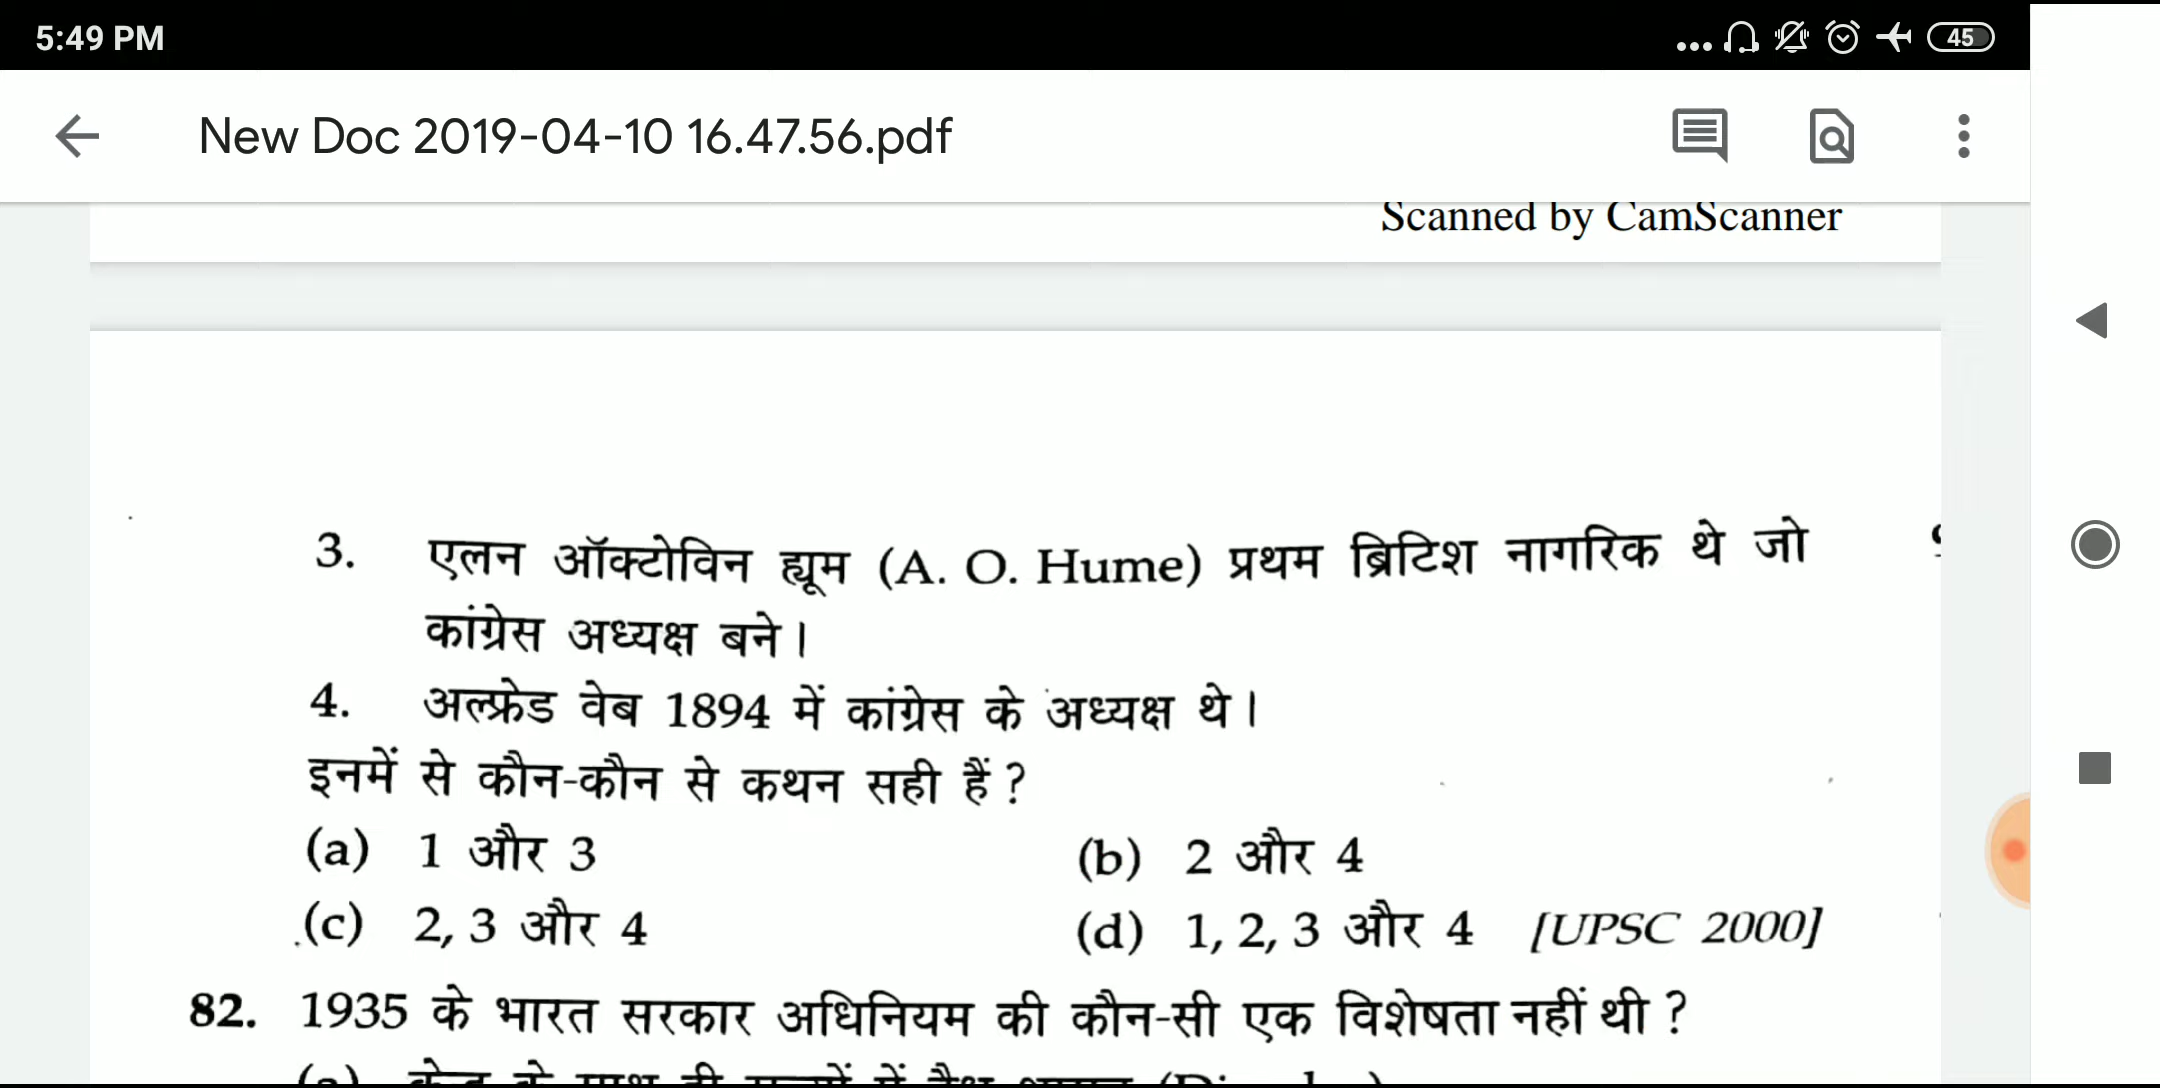 5:49 PM
45
New Doc 2019-04-10 16.47.56.pdf
Scanned by CamScanner
3. एलन ऑक्टोविन ह्यूम (A. O. Hume) प्रथम ब्रिटिश नागरिक थे जो
कांग्रेस अध्यक्ष बने।
4. अल्फ्रेड वेब 1894 में कांग्रेस के अध्यक्ष थे।
इनमें से कौन-कौन से कथन सही हैं ?
(a) 1 और 3 (b) 2 और 4
(c) 2, 3 और 4 (d) 1, 2, 3 और 4 [UPSC 2000]
82. 1935 के भारत सरकार अधिनियम की कौन-सी एक विशेषता नहीं थी ?